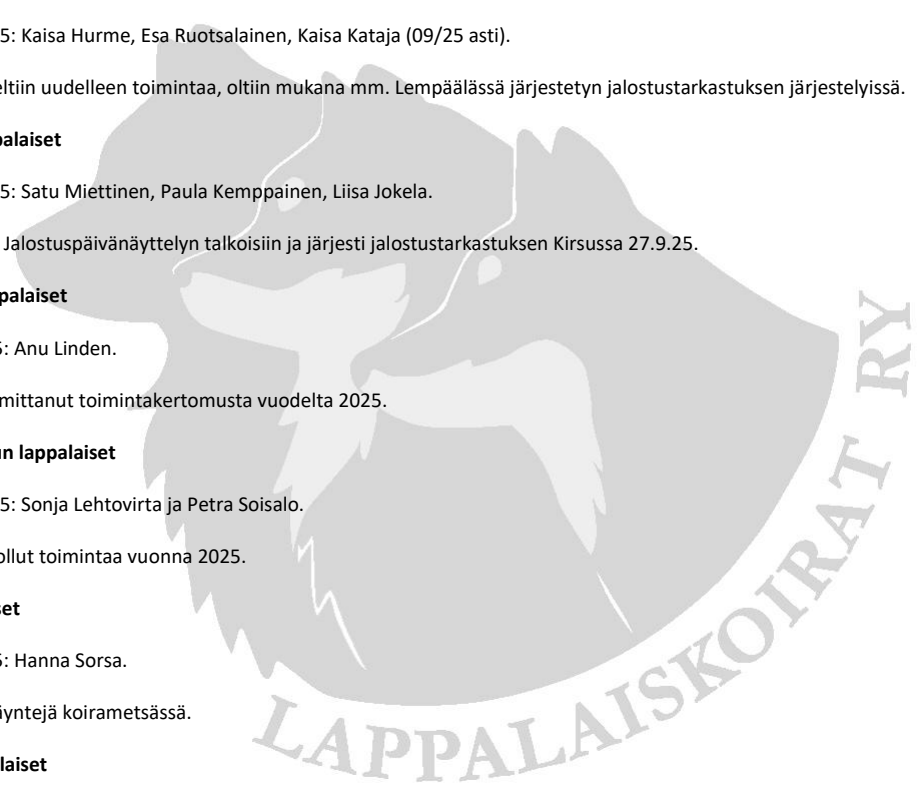 5: Kaisa Hurme, Esa Ruotsalainen, Kaisa Kataja (09/25 asti).
eltiin uudelleen toimintaa, oltiin mukana mm. Lempäälässä järjestetyn jalostustarkastuksen järjestelyissä.
palaiset
5: Satu Miettinen, Paula Kemppainen, Liisa Jokela.
Jalostuspäivänäyttelyn talkoisiin ja järjesti jalostustarkastuksen Kirsussa 27.9.25.
palaiset
5: Anu Linden.
mittanut toimintakertomusta vuodelta 2025.
un lappalaiset
5: Sonja Lehtovirta ja Petra Soisalo.
ollut toimintaa vuonna 2025.
set
5: Hanna Sorsa.
äyntejä koirametsässä.
laiset
LAPPALAISKOIRAT RY